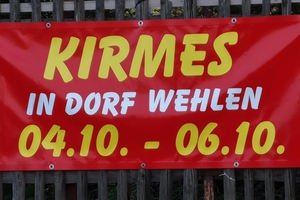 KIRMES
IN DORF WEHLEN
04.10. - 06.10.